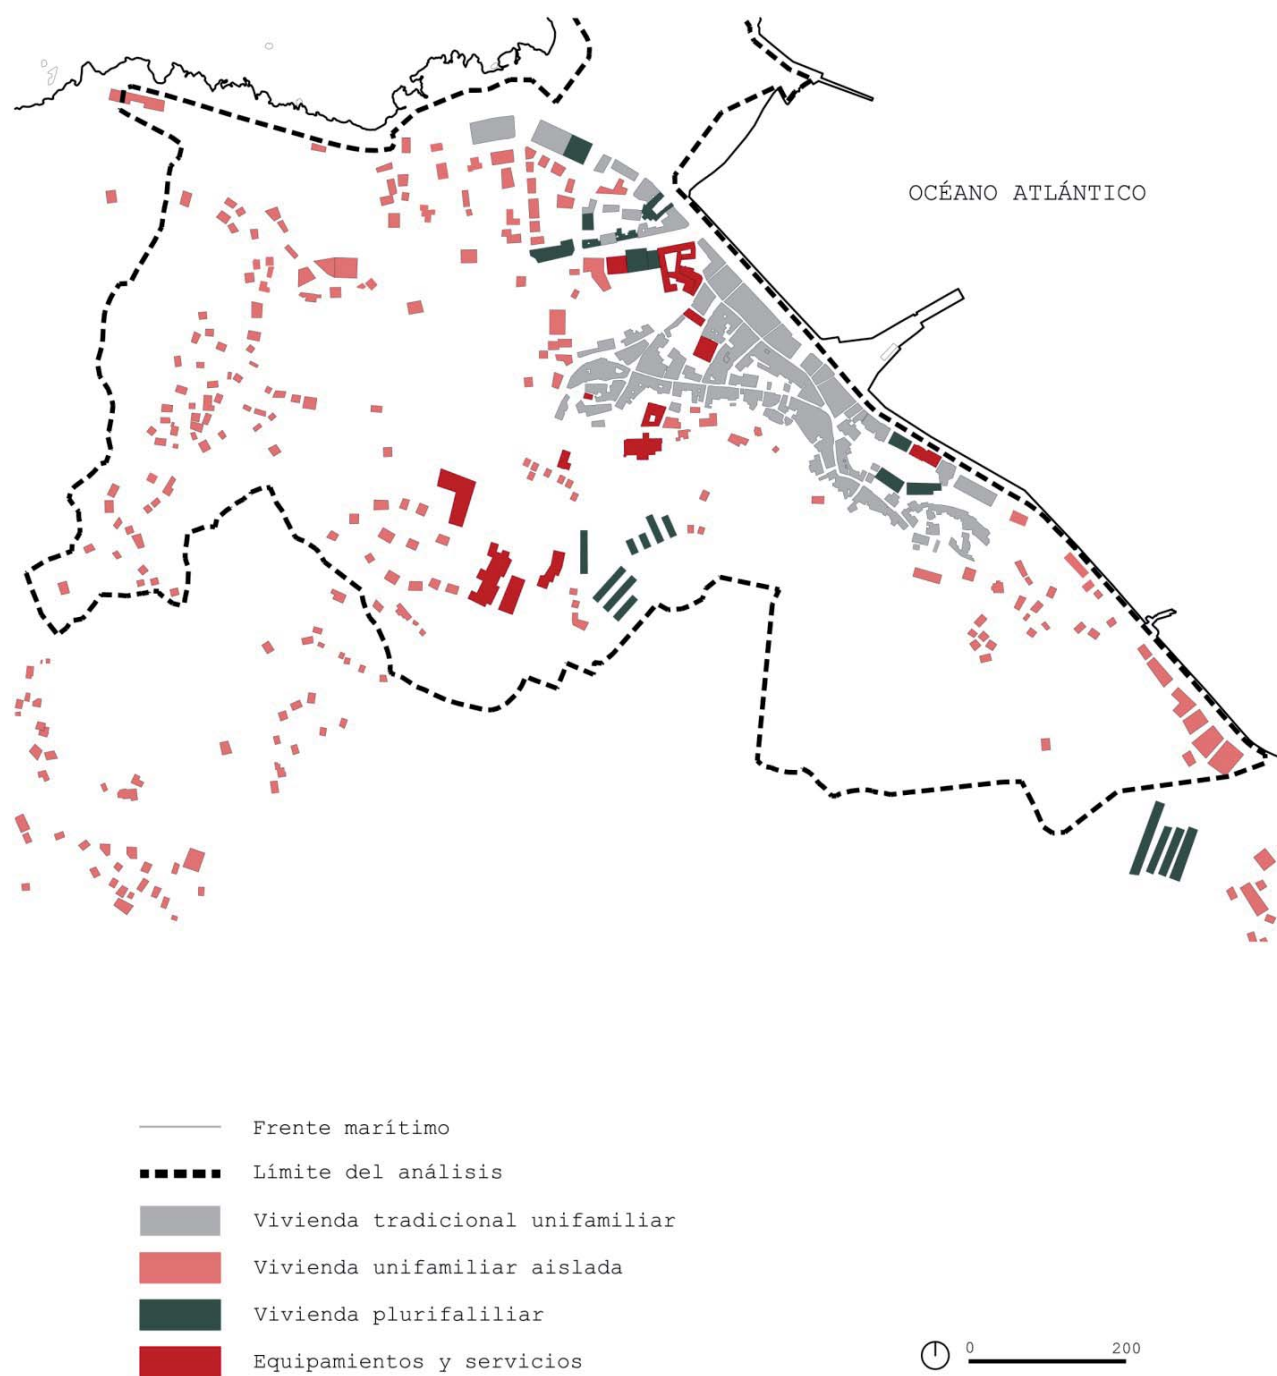 OCÉANO ATLÁNTICO
Frente marítimo
Límite del análisis
Vivienda tradicional unifamiliar
Vivienda unifamiliar aislada
Vivienda plurifaliliar
Equipamientos y servicios
0 200